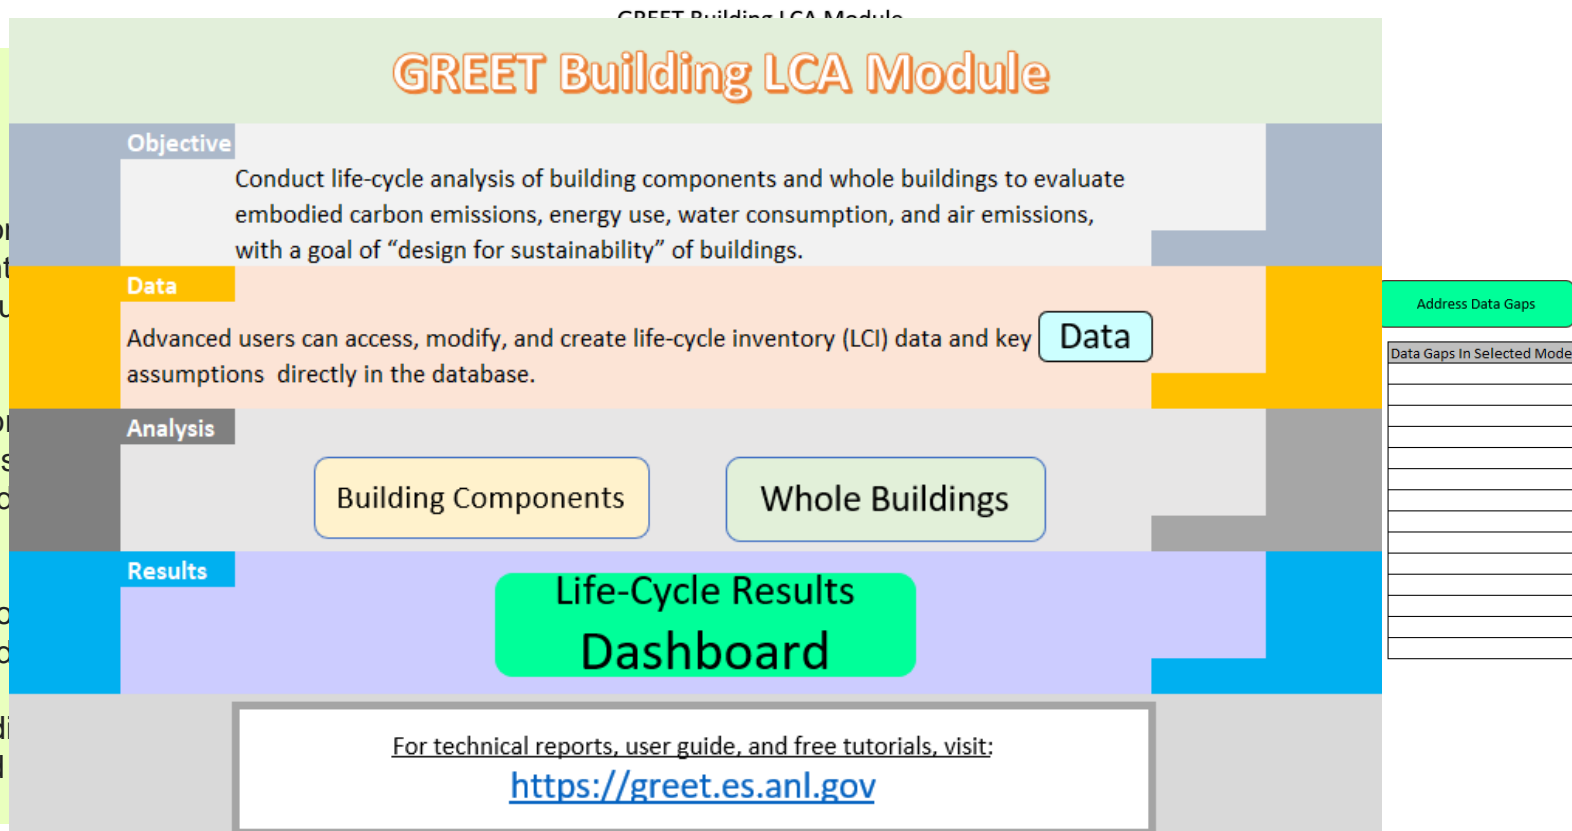 GREET Building LCA Module
GREET Building LCA Module
Objective
Conduct life-cycle analysis of building components and whole buildings to evaluate
embodied carbon emissions, energy use, water consumption, and air emissions,
with a goal of “design for sustainability” of buildings.
Data
Advanced users can access, modify, and create life-cycle inventory (LCI) data and key
assumptions directly in the database.
Data
Analysis
Building Components
Whole Buildings
Results
Life-Cycle Results
Dashboard
For technical reports, user guide, and free tutorials, visit:
https://greet.es.anl.gov
Address Data Gaps
Data Gaps In Selected Mode